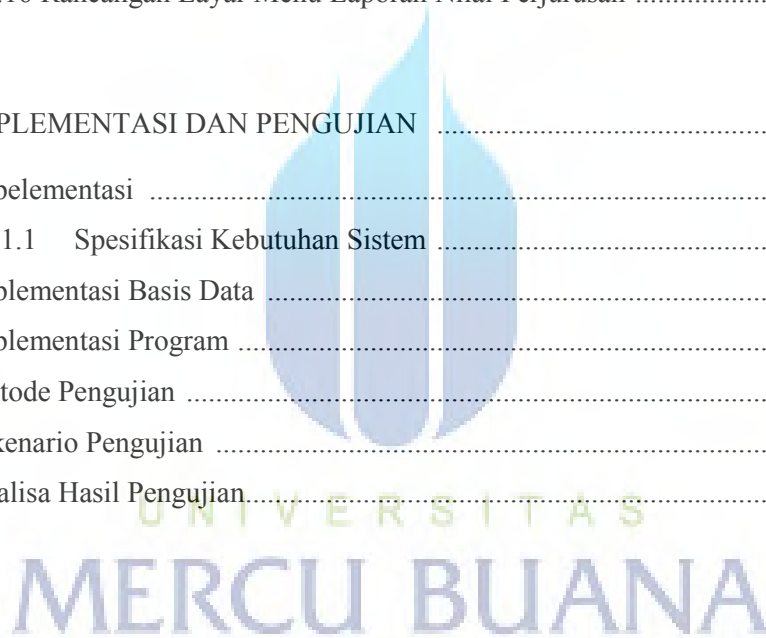 Rancangan Layar Menu Laporan Nilai Perjurusan ................
PLEMENTASI DAN PENGUJIAN ................
pelementasi ................
1.1 Spesifikasi Kebutuhan Sistem ................
plementasi Basis Data ................
plementasi Program ................
tode Pengujian ................
kenario Pengujian ................
alisa Hasil Pengujian................
UNIVERSITAS
MERCU BUANA